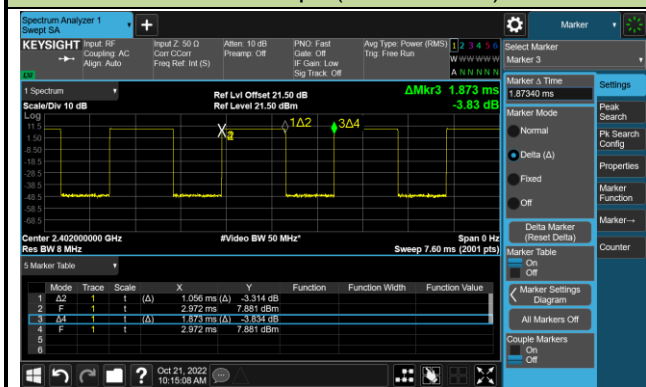 Spectrum Analyzer 1
Swept SA
Marker
KEYSIGHT Input: RF
Coupling: AC
Align: Auto
Input Z: 50 Ω
Corr CCorr
Freq Ref: Int (S)
Atten: 10 dB
Preamp: Off
PNO: Fast
Gate: Off
IF Gain: Low
Sig Track: Off
Avg Type: Power (RMS)
Trig: Free Run
1 2 3 4 5 6
W W W W W W
A N N N N N
LXI
Select Marker
Marker 3
Marker Δ Time
1.87340 ms
Settings
Peak
Search
Pk Search
Config
Properties
Marker
Function
Marker→
Counter
Marker Mode
Normal
Delta (Δ)
Fixed
Off
Delta Marker
(Reset Delta)
Marker Table
On
Off
Marker Settings
Diagram
All Markers Off
Couple Markers
On
Off
1 Spectrum
Scale/Div 10 dB
Ref Lvl Offset 21.50 dB
Ref Level 21.50 dBm
ΔMkr3 1.873 ms
-3.83 dB
Log
11.5
1.50
-8.50
-18.5
-28.5
-38.5
-48.5
-58.5
-68.5
1Δ2
3Δ4
Center 2.402000000 GHz
Res BW 8 MHz
#Video BW 50 MHz*
Span 0 Hz
Sweep 7.60 ms (2001 pts)
5 Marker Table
Mode Trace Scale X Y Function Function Width Function Value
1 Δ2 1 t (Δ) 1.056 ms (Δ) -3.314 dB
2 F 1 t 2.972 ms 7.881 dBm
3 Δ4 1 t (Δ) 1.873 ms (Δ) -3.834 dB
4 F 1 t 2.972 ms 7.881 dBm
5
6
?
Oct 21, 2022
10:15:08 AM